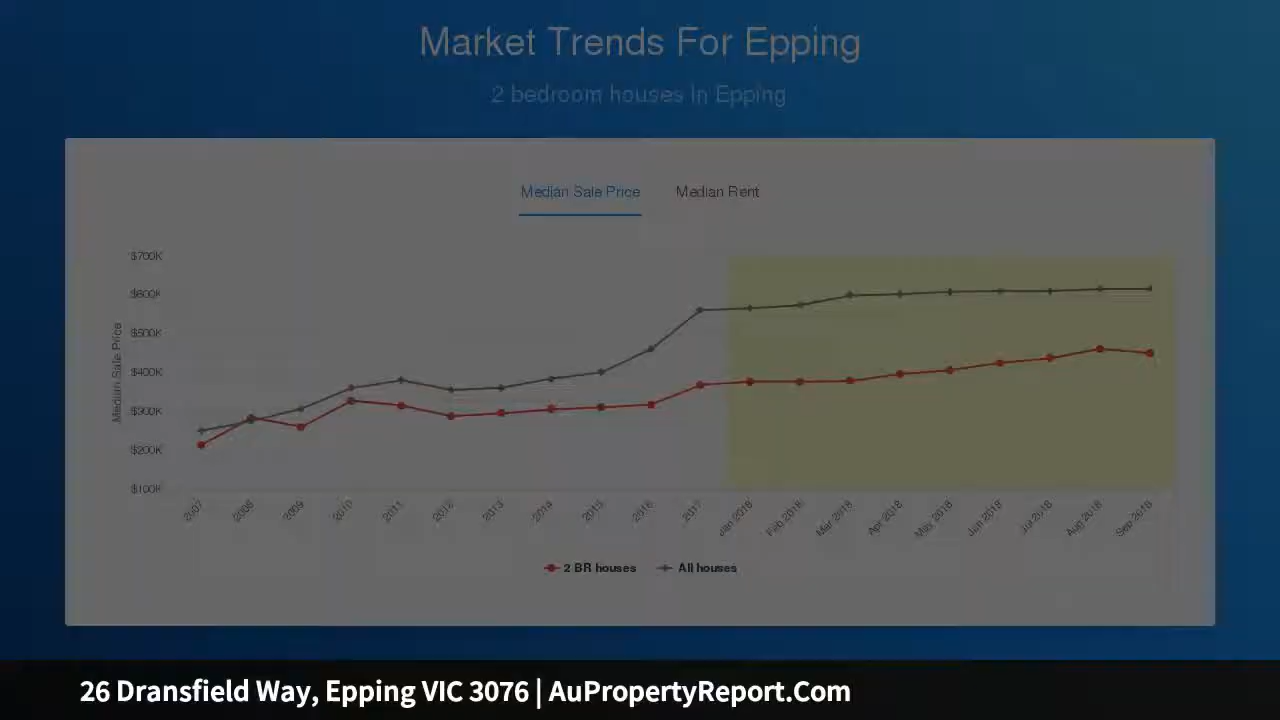 Market Trends For Epping
2 bedroom houses in Epping
Median Sale Price Median Rent
$700K
$600K
$500K
$400K
$300K
$200K
$100K
Median Sale Price
2007 2008 2009 2010 2011 2012 2013 2014 2015 2016 2017 Jan 2018 Feb 2018 Mar 2018 Apr 2018 May 2018 Jun 2018 Jul 2018 Aug 2018 Sep 2018
2 BR houses All houses
26 Dransfield Way, Epping VIC 3076 | AuPropertyReport.Com